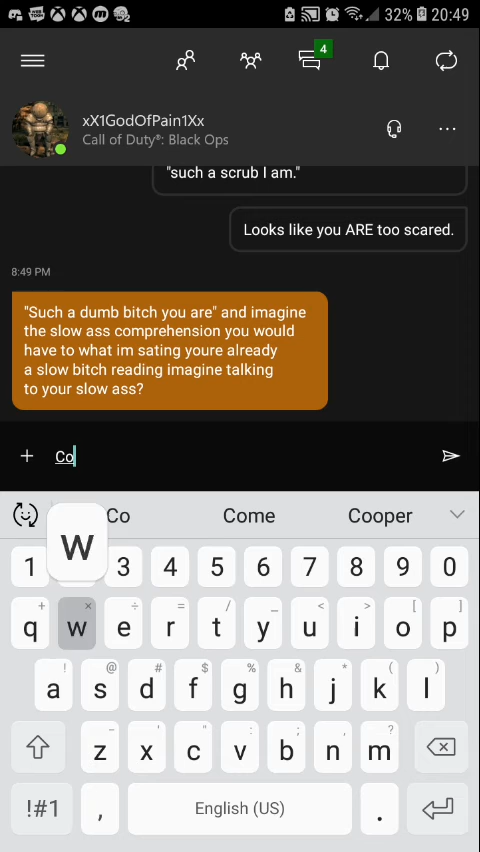 32% 20:49
4
xX1GodOfPain1Xx
Call of Duty®: Black Ops
"such a scrub I am."
Looks like you ARE too scared.
8:49 PM
"Such a dumb bitch you are" and imagine
the slow ass comprehension you would
have to what im sating youre already
a slow bitch reading imagine talking
to your slow ass?
Co
Co Come Cooper
W
1 3 4 5 6 7 8 9 0
+ × ÷ = / _ < > [ ]
q w e r t y u i o p
! @ # $ % ^ & * ( )
a s d f g h j k l
- ' " : ; , ?
z x c v b n m
!#1 , English (US) .